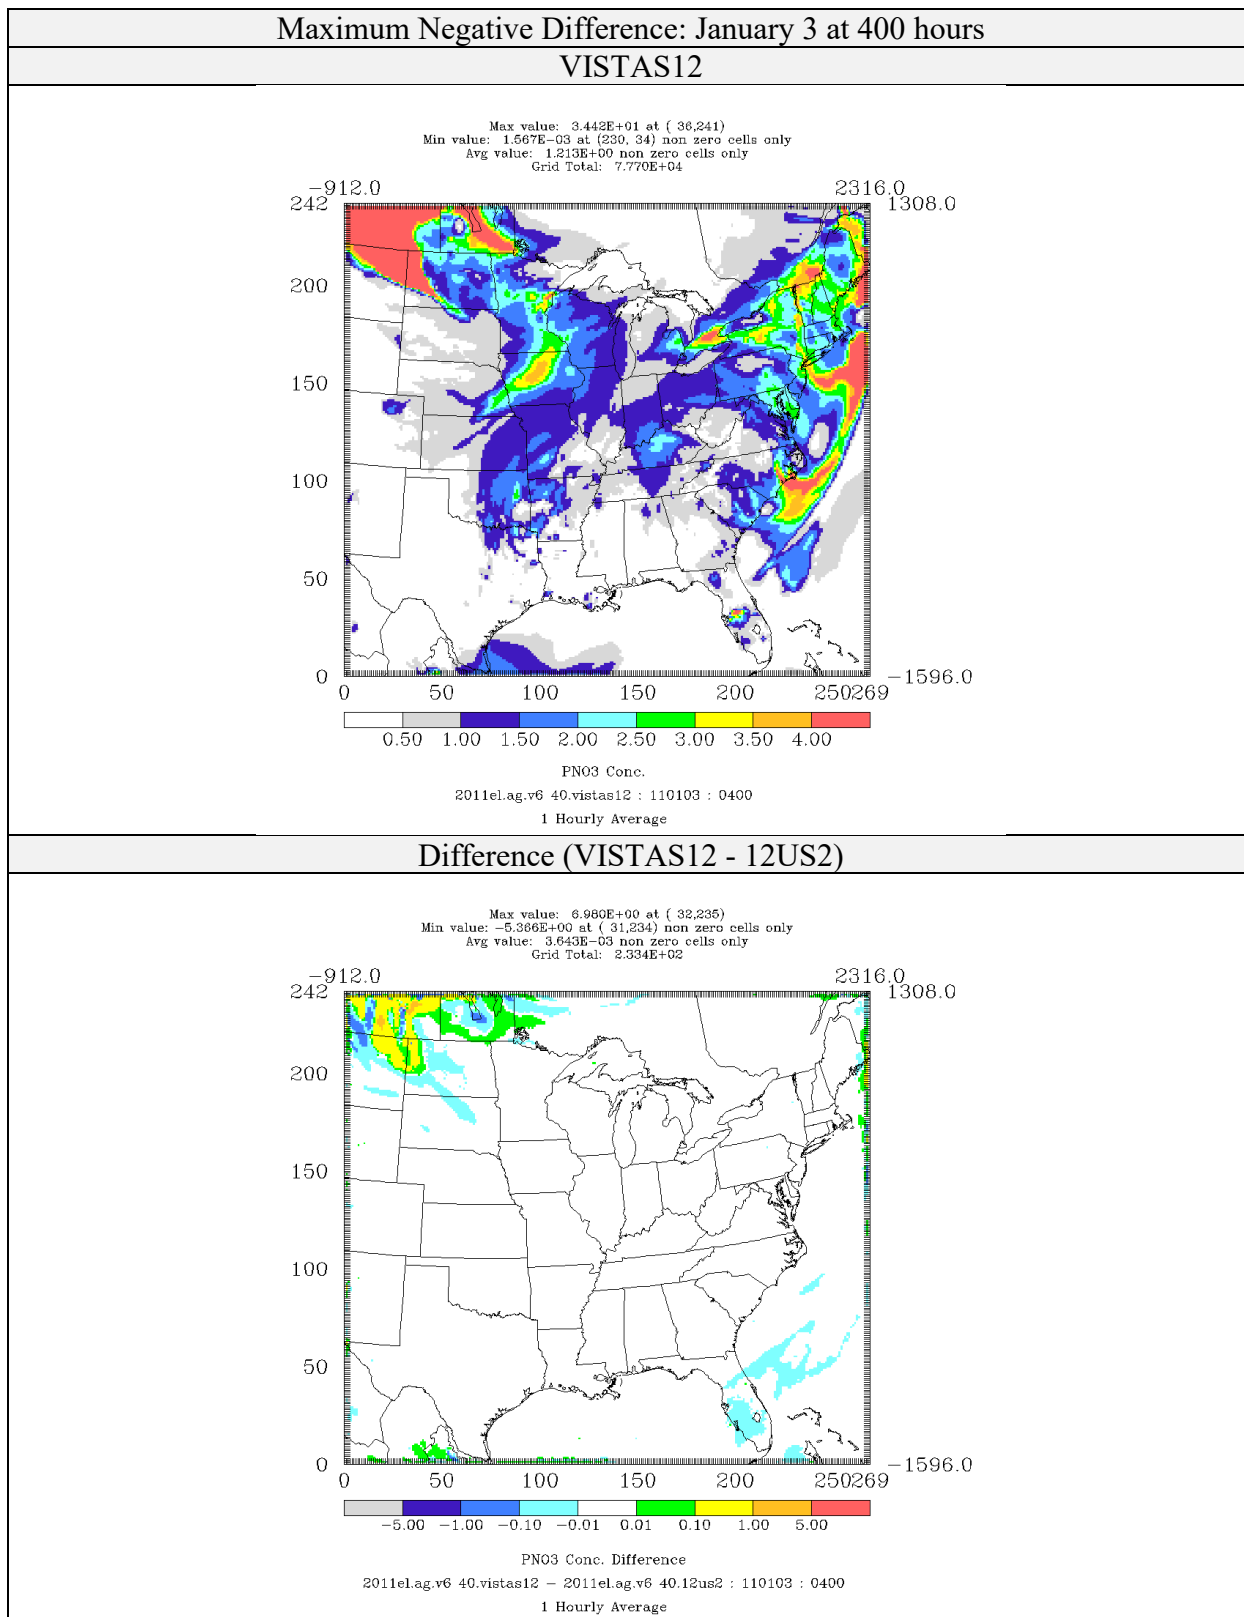 Maximum Negative Difference: January 3 at 400 hours
VISTAS12
Max value: 3.442E+01 at ( 36,241)
Min value: 1.567E-03 at (230, 34) non zero cells only
Avg value: 1.213E+00 non zero cells only
Grid Total: 7.770E+04
-912.0 2316.0
242 1308.0
200
150
100
50
0 -1596.0
0 50 100 150 200 250269
0.50 1.00 1.50 2.00 2.50 3.00 3.50 4.00
PNO3 Conc.
2011el.ag.v6 40.vistas12 : 110103 : 0400
1 Hourly Average
Difference (VISTAS12 - 12US2)
Max value: 6.980E+00 at ( 32,235)
Min value: -5.366E+00 at ( 31,234) non zero cells only
Avg value: 3.643E-03 non zero cells only
Grid Total: 2.334E+02
-912.0 2316.0
242 1308.0
200
150
100
50
0 -1596.0
0 50 100 150 200 250269
-5.00 -1.00 -0.10 -0.01 0.01 0.10 1.00 5.00
PNO3 Conc. Difference
2011el.ag.v6 40.vistas12 - 2011el.ag.v6 40.12us2 : 110103 : 0400
1 Hourly Average